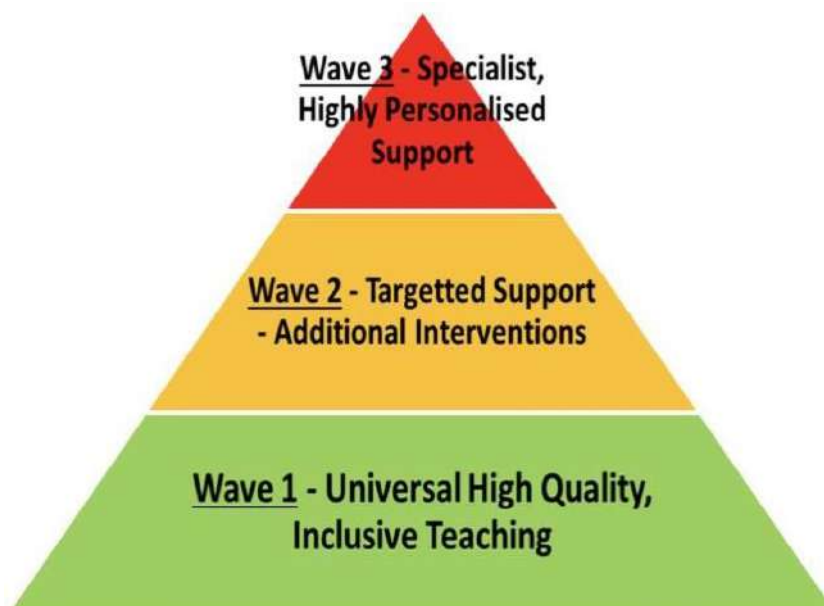 Wave 3 - Specialist,
Highly Personalised
Support
Wave 2 - Targetted Support
- Additional Interventions
Wave 1 - Universal High Quality,
Inclusive Teaching